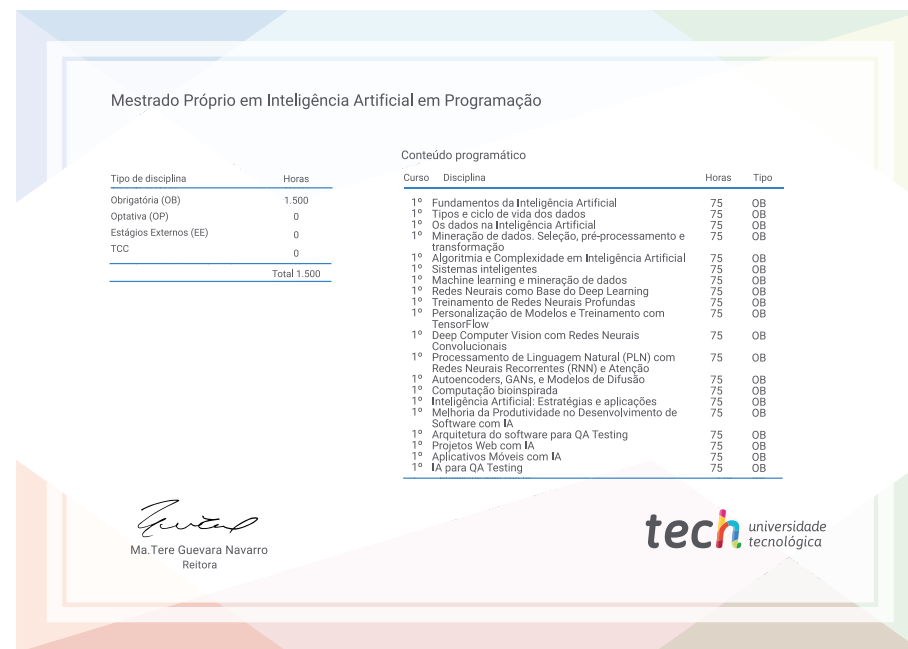 Mestrado Próprio em Inteligência Artificial em Programação
Tipo de disciplina Horas
Obrigatória (OB) 1.500
Optativa (OP) 0
Estágios Externos (EE) 0
TCC 0
Total 1.500
Conteúdo programático
Curso Disciplina Horas Tipo
1º Fundamentos da Inteligência Artificial 75 OB
1º Tipos e ciclo de vida dos dados 75 OB
1º Os dados na Inteligência Artificial 75 OB
1º Mineração de dados. Seleção, pré-processamento e 75 OB
transformação
1º Algoritmia e Complexidade em Inteligência Artificial 75 OB
1º Sistemas inteligentes 75 OB
1º Machine learning e mineração de dados 75 OB
1º Redes Neurais como Base do Deep Learning 75 OB
1º Treinamento de Redes Neurais Profundas 75 OB
1º Personalização de Modelos e Treinamento com 75 OB
TensorFlow
1º Deep Computer Vision com Redes Neurais 75 OB
Convolucionais
1º Processamento de Linguagem Natural (PLN) com 75 OB
Redes Neurais Recorrentes (RNN) e Atenção
1º Autoencoders, GANs, e Modelos de Difusão 75 OB
1º Computação bioinspirada 75 OB
1º Inteligência Artificial: Estratégias e aplicações 75 OB
1º Melhoria da Produtividade no Desenvolvimento de 75 OB
Software com IA
1º Arquitetura do software para QA Testing 75 OB
1º Projetos Web com IA 75 OB
1º Aplicativos Móveis com IA 75 OB
1º IA para QA Testing 75 OB
Ma.Tere Guevara Navarro
Reitora
tech universidade
tecnológica